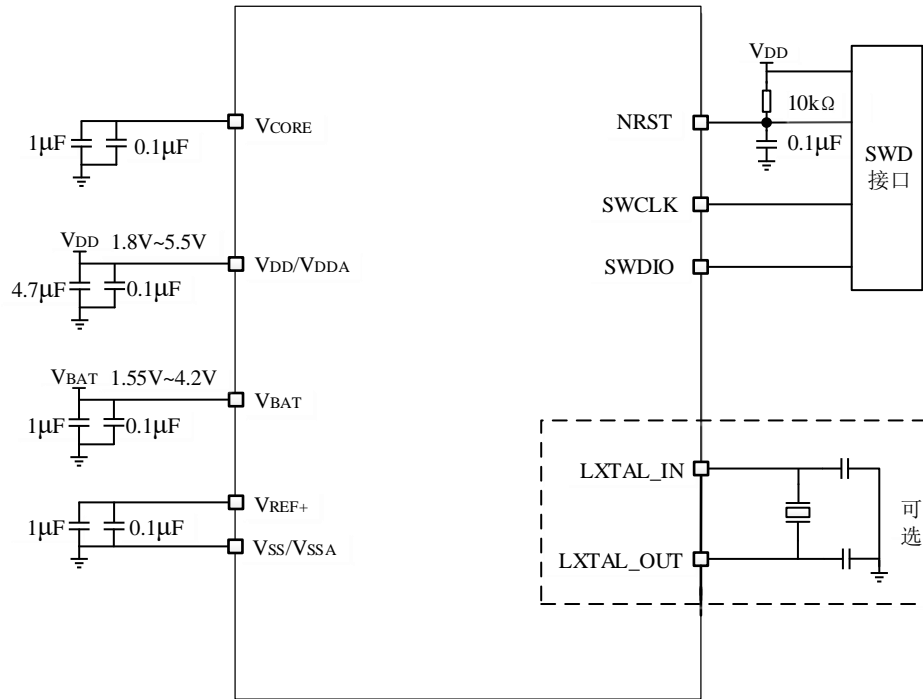 1μF
0.1μF
VCORE
VDD
1.8V~5.5V
4.7μF
0.1μF
VDD/VDDA
VBAT
1.55V~4.2V
1μF
0.1μF
VBAT
1μF
0.1μF
VREF+
VSS/VSSA
VDD
10kΩ
NRST
0.1μF
SWCLK
SWDIO
SWD
接口
LXTAL_IN
LXTAL_OUT
可
选